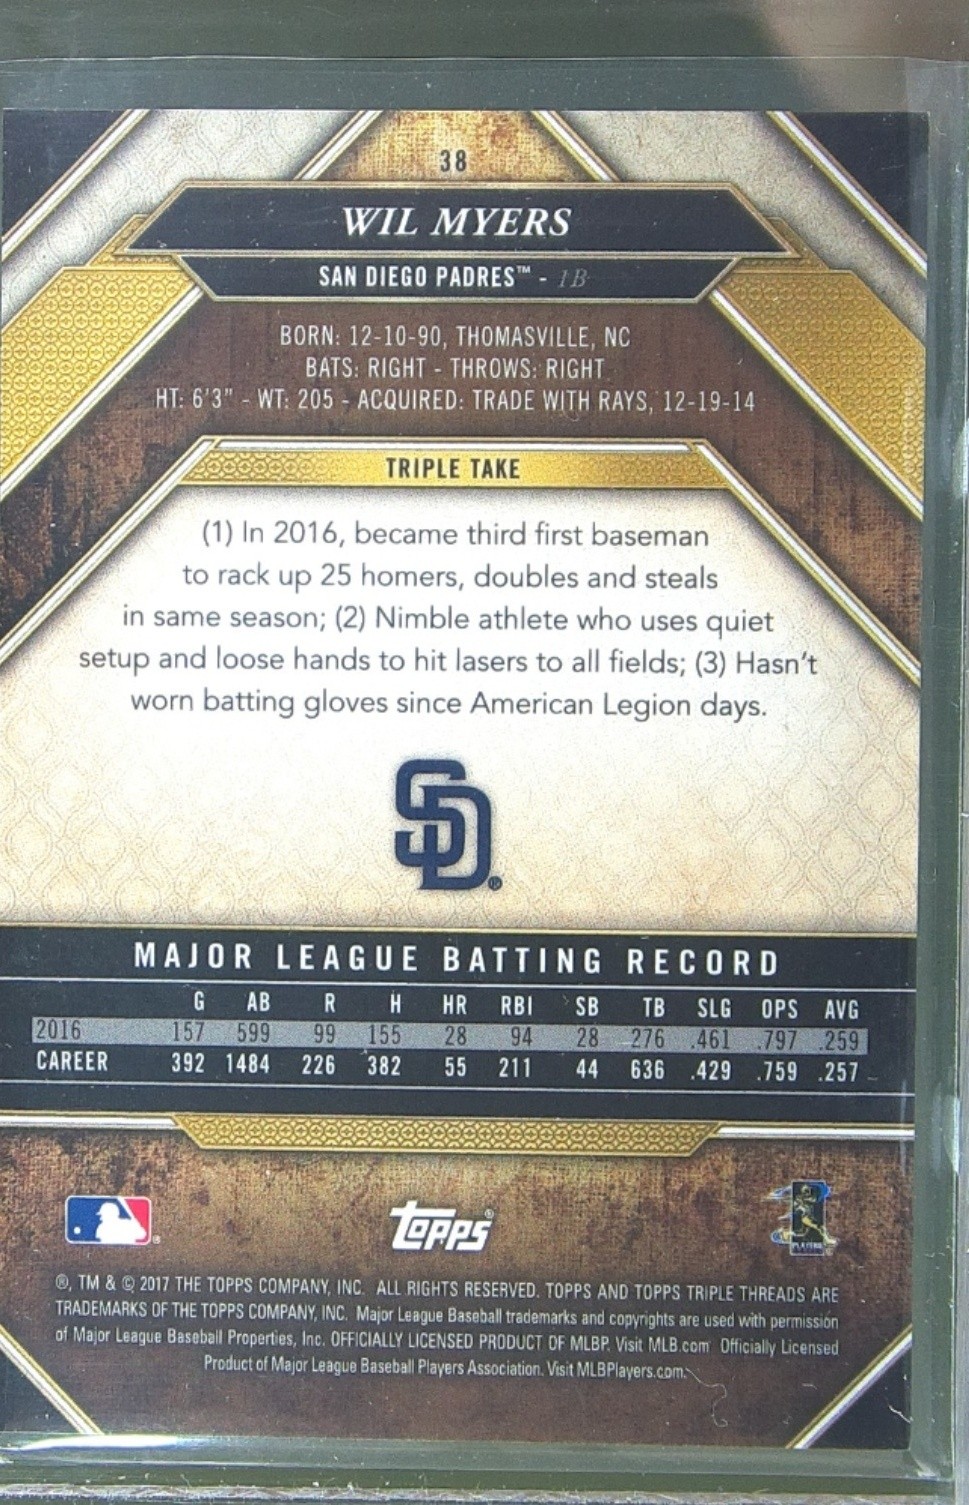 38
WIL MYERS
SAN DIEGO PADRES™ - 1B
BORN: 12-10-90, THOMASVILLE, NC
BATS: RIGHT - THROWS: RIGHT
HT: 6'3" - WT: 205 - ACQUIRED: TRADE WITH RAYS, 12-19-14
TRIPLE TAKE
(1) In 2016, became third first baseman
to rack up 25 homers, doubles and steals
in same season; (2) Nimble athlete who uses quiet
setup and loose hands to hit lasers to all fields; (3) Hasn't
worn batting gloves since American Legion days.
SD®
MAJOR LEAGUE BATTING RECORD
G AB R H HR RBI SB TB SLG OPS AVG
2016 157 599 99 155 28 94 28 276 .461 .797 .259
CAREER 392 1484 226 382 55 211 44 636 .429 .759 .257
Topps®
PLAYERS
®, TM & © 2017 THE TOPPS COMPANY, INC. ALL RIGHTS RESERVED. TOPPS AND TOPPS TRIPLE THREADS ARE
TRADEMARKS OF THE TOPPS COMPANY, INC. Major League Baseball trademarks and copyrights are used with permission
of Major League Baseball Properties, Inc. OFFICIALLY LICENSED PRODUCT OF MLBP. Visit MLB.com Officially Licensed
Product of Major League Baseball Players Association. Visit MLBPlayers.com.